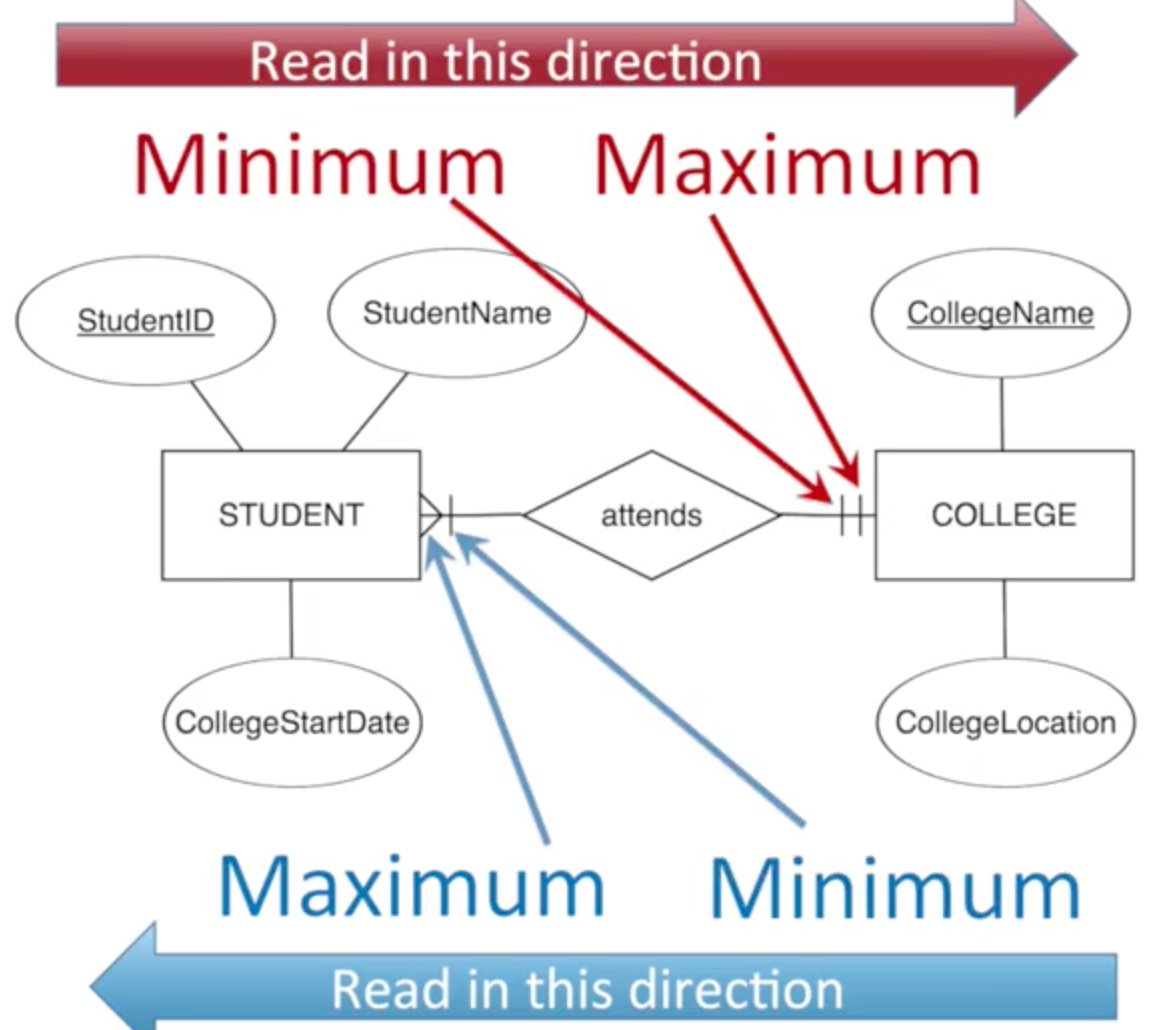 Read in this direction
Minimum Maximum
StudentID
StudentName
CollegeName
STUDENT
attends
COLLEGE
CollegeStartDate
CollegeLocation
Maximum Minimum
Read in this direction